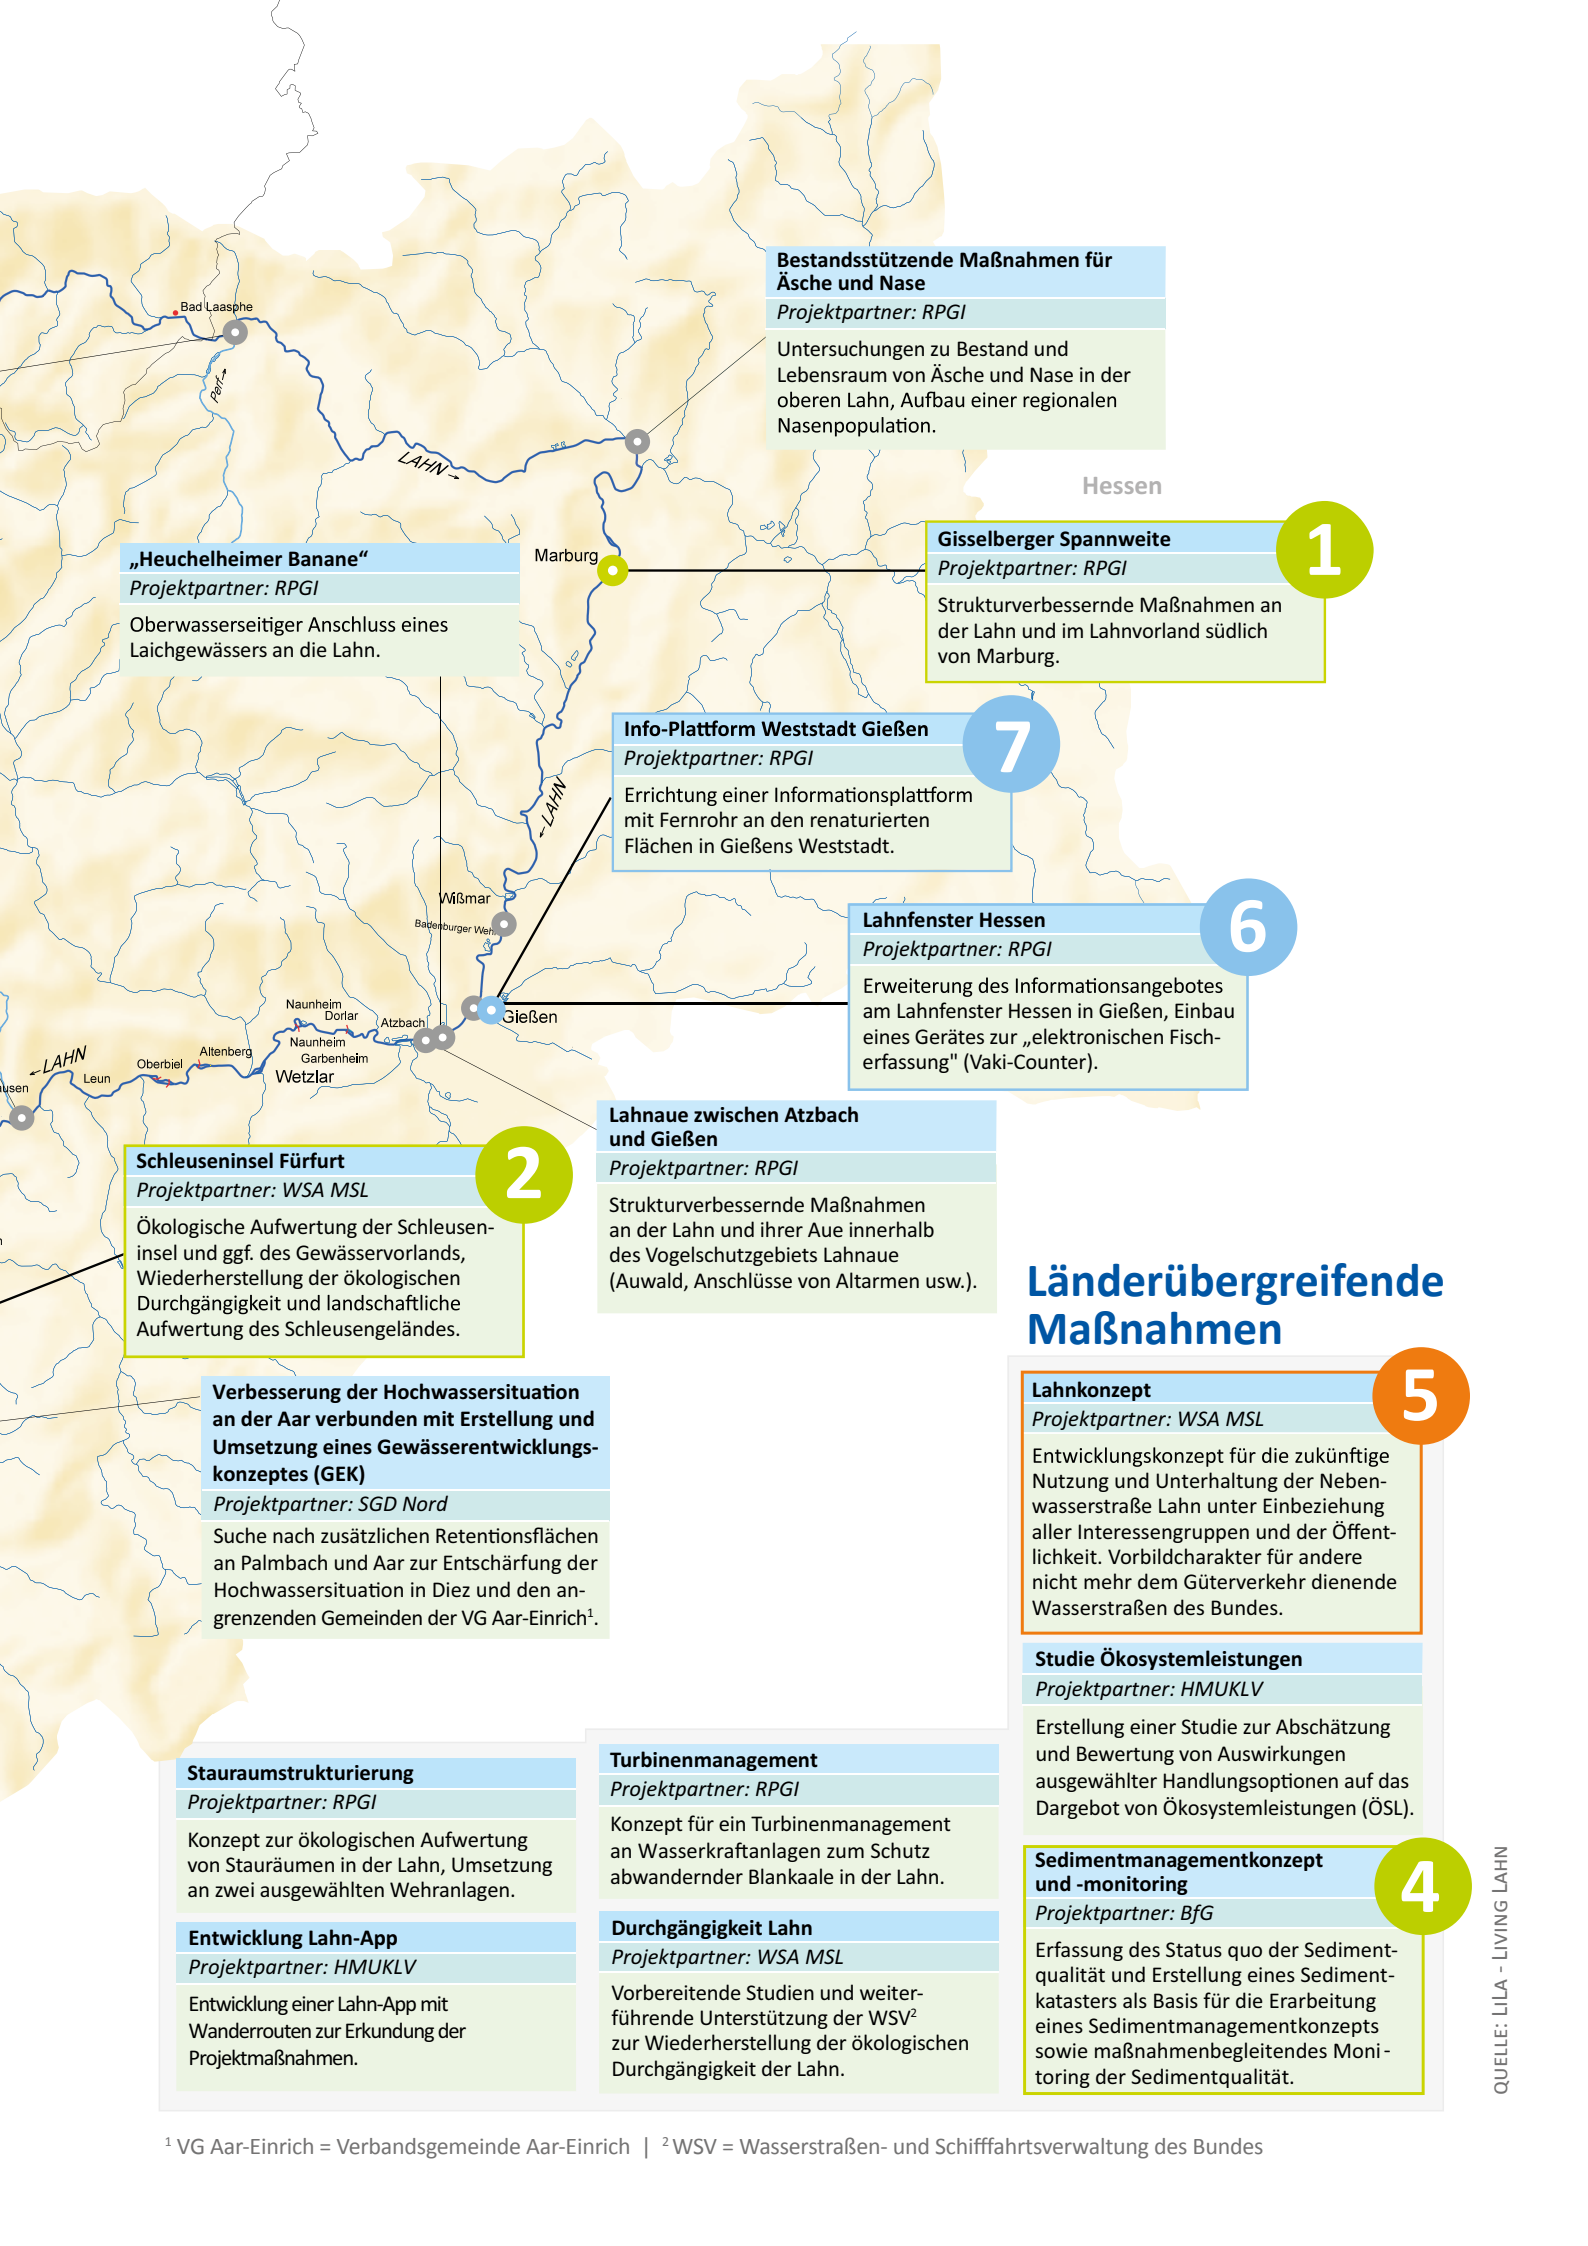 Bad Laasphe
Perf→
LAHN→
Bestandsstützende Maßnahmen für
Äsche und Nase
Projektpartner: RPGI
Untersuchungen zu Bestand und
Lebensraum von Äsche und Nase in der
oberen Lahn, Aufbau einer regionalen
Nasenpopulation.
Hessen
„Heuchelheimer Banane“
Projektpartner: RPGI
Oberwasserseitiger Anschluss eines
Laichgewässers an die Lahn.
Marburg
Gisselberger Spannweite
Projektpartner: RPGI
Strukturverbessernde Maßnahmen an
der Lahn und im Lahnvorland südlich
von Marburg.
1
Info-Plattform Weststadt Gießen
Projektpartner: RPGI
Errichtung einer Informationsplattform
mit Fernrohr an den renaturierten
Flächen in Gießens Weststadt.
7
←LAHN
Wißmar
Badenburger Wehr
Lahnfenster Hessen
Projektpartner: RPGI
Erweiterung des Informationsangebotes
am Lahnfenster Hessen in Gießen, Einbau
eines Gerätes zur „elektronischen Fisch-
erfassung" (Vaki-Counter).
6
Gießen
Naunheim
Dorlar
Atzbach
Naunheim
Garbenheim
Wetzlar
Altenberg
Oberbiel
←LAHN
Leun
ausen
Lahnaue zwischen Atzbach
und Gießen
Projektpartner: RPGI
Strukturverbessernde Maßnahmen
an der Lahn und ihrer Aue innerhalb
des Vogelschutzgebiets Lahnaue
(Auwald, Anschlüsse von Altarmen usw.).
Schleuseninsel Fürfurt
Projektpartner: WSA MSL
Ökologische Aufwertung der Schleusen-
insel und ggf. des Gewässervorlands,
Wiederherstellung der ökologischen
Durchgängigkeit und landschaftliche
Aufwertung des Schleusengeländes.
2
Verbesserung der Hochwassersituation
an der Aar verbunden mit Erstellung und
Umsetzung eines Gewässerentwicklungs-
konzeptes (GEK)
Projektpartner: SGD Nord
Suche nach zusätzlichen Retentionsflächen
an Palmbach und Aar zur Entschärfung der
Hochwassersituation in Diez und den an-
grenzenden Gemeinden der VG Aar-Einrich¹.
Länderübergreifende
Maßnahmen
Lahnkonzept
Projektpartner: WSA MSL
Entwicklungskonzept für die zukünftige
Nutzung und Unterhaltung der Neben-
wasserstraße Lahn unter Einbeziehung
aller Interessengruppen und der Öffent-
lichkeit. Vorbildcharakter für andere
nicht mehr dem Güterverkehr dienende
Wasserstraßen des Bundes.
5
Studie Ökosystemleistungen
Projektpartner: HMUKLV
Erstellung einer Studie zur Abschätzung
und Bewertung von Auswirkungen
ausgewählter Handlungsoptionen auf das
Dargebot von Ökosystemleistungen (ÖSL).
Stauraumstrukturierung
Projektpartner: RPGI
Konzept zur ökologischen Aufwertung
von Stauräumen in der Lahn, Umsetzung
an zwei ausgewählten Wehranlagen.
Turbinenmanagement
Projektpartner: RPGI
Konzept für ein Turbinenmanagement
an Wasserkraftanlagen zum Schutz
abwandernder Blankaale in der Lahn.
Sedimentmanagementkonzept
und -monitoring
Projektpartner: BfG
Erfassung des Status quo der Sediment-
qualität und Erstellung eines Sediment-
katasters als Basis für die Erarbeitung
eines Sedimentmanagementkonzepts
sowie maßnahmenbegleitendes Moni-
toring der Sedimentqualität.
4
Entwicklung Lahn-App
Projektpartner: HMUKLV
Entwicklung einer Lahn-App mit
Wanderrouten zur Erkundung der
Projektmaßnahmen.
Durchgängigkeit Lahn
Projektpartner: WSA MSL
Vorbereitende Studien und weiter-
führende Unterstützung der WSV²
zur Wiederherstellung der ökologischen
Durchgängigkeit der Lahn.
QUELLE: LILA - LIVING LAHN
¹ VG Aar-Einrich = Verbandsgemeinde Aar-Einrich | ² WSV = Wasserstraßen- und Schifffahrtsverwaltung des Bundes